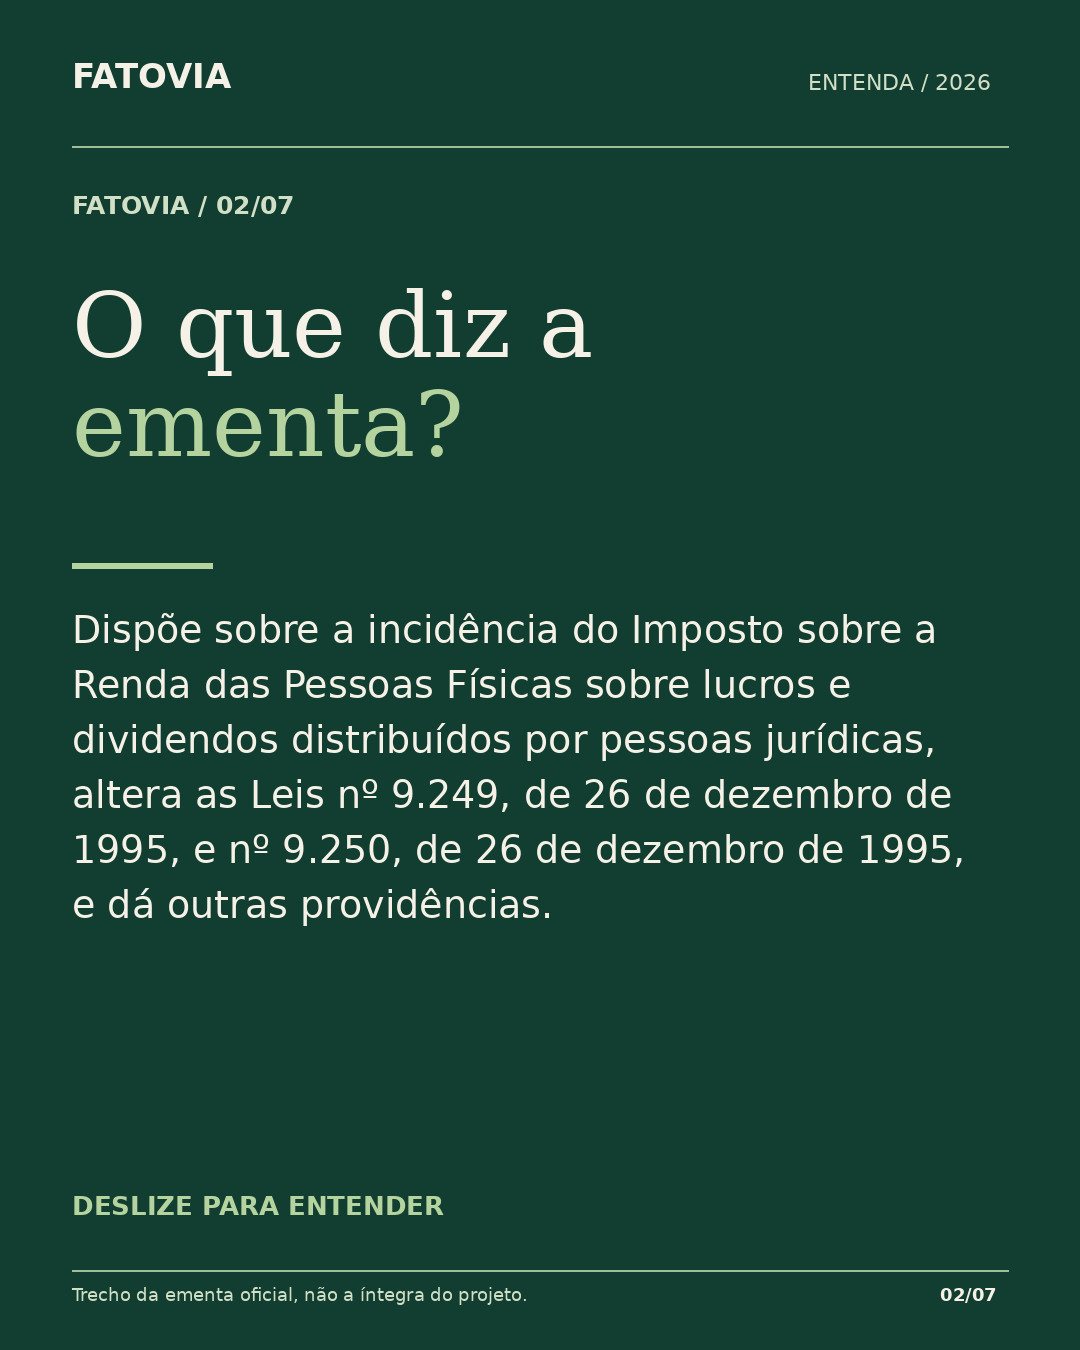 FATOVIA
ENTENDA / 2026
FATOVIA / 02/07
O que diz a
ementa?
Dispõe sobre a incidência do Imposto sobre a
Renda das Pessoas Físicas sobre lucros e
dividendos distribuídos por pessoas jurídicas,
altera as Leis nº 9.249, de 26 de dezembro de
1995, e nº 9.250, de 26 de dezembro de 1995,
e dá outras providências.
DESLIZE PARA ENTENDER
Trecho da ementa oficial, não a íntegra do projeto.
02/07